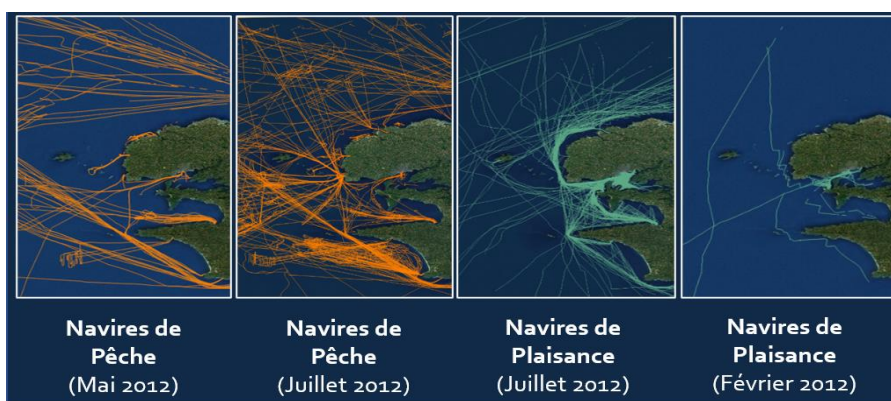 Navires de
Pêche
(Mai 2012)
Navires de
Pêche
(Juillet 2012)
Navires de
Plaisance
(Juillet 2012)
Navires de
Plaisance
(Février 2012)